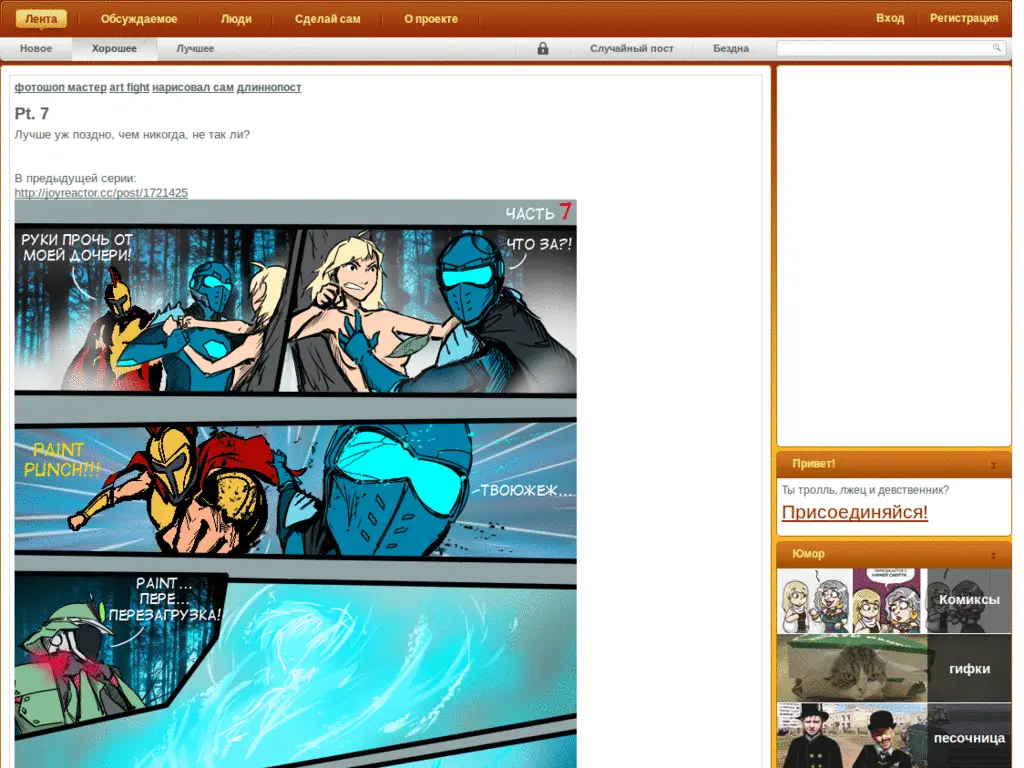 Лента
Обсуждаемое
Люди
Сделай сам
О проекте
Вход
Регистрация
Новое
Хорошее
Лучшее
Случайный пост
Бездна
фотошоп мастер art fight нарисовал сам длиннопост
Pt. 7
Лучше уж поздно, чем никогда, не так ли?
В предыдущей серии:
http://joyreactor.cc/post/1721425
ЧАСТЬ 7
РУКИ ПРОЧЬ ОТ
МОЕЙ ДОЧЕРИ!
ЧТО ЗА?!
PAINT
PUNCH!!!
ТВОЮЖЕЖ...
PAINT...
ПЕРЕ...
ПЕРЕЗАГРУЗКА!
Привет!
Ты тролль, лжец и девственник?
Присоединяйся!
Юмор
Комиксы
гифки
песочница